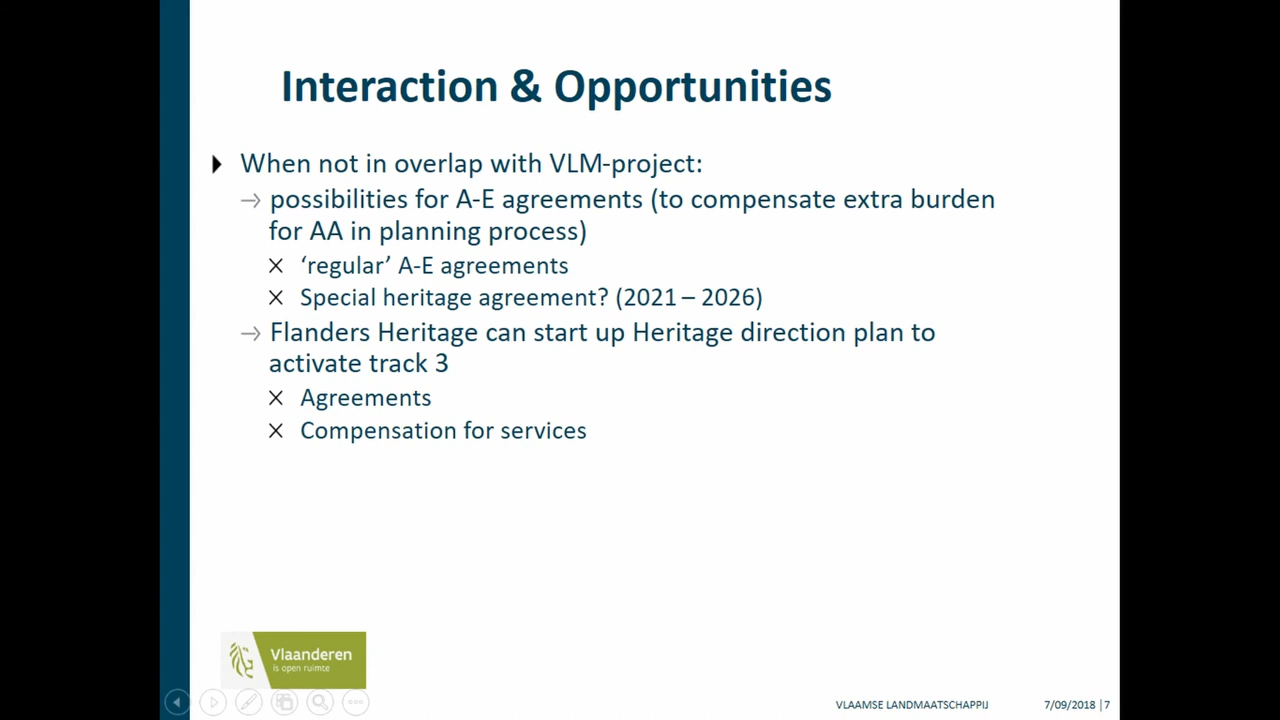 Interaction & Opportunities
When not in overlap with VLM-project:
→ possibilities for A-E agreements (to compensate extra burden
for AA in planning process)
× ‘regular’ A-E agreements
× Special heritage agreement? (2021 – 2026)
→ Flanders Heritage can start up Heritage direction plan to
activate track 3
× Agreements
× Compensation for services
Vlaanderen
is open ruimte
VLAAMSE LANDMAATSCHAPPIJ 7/09/2018 |7